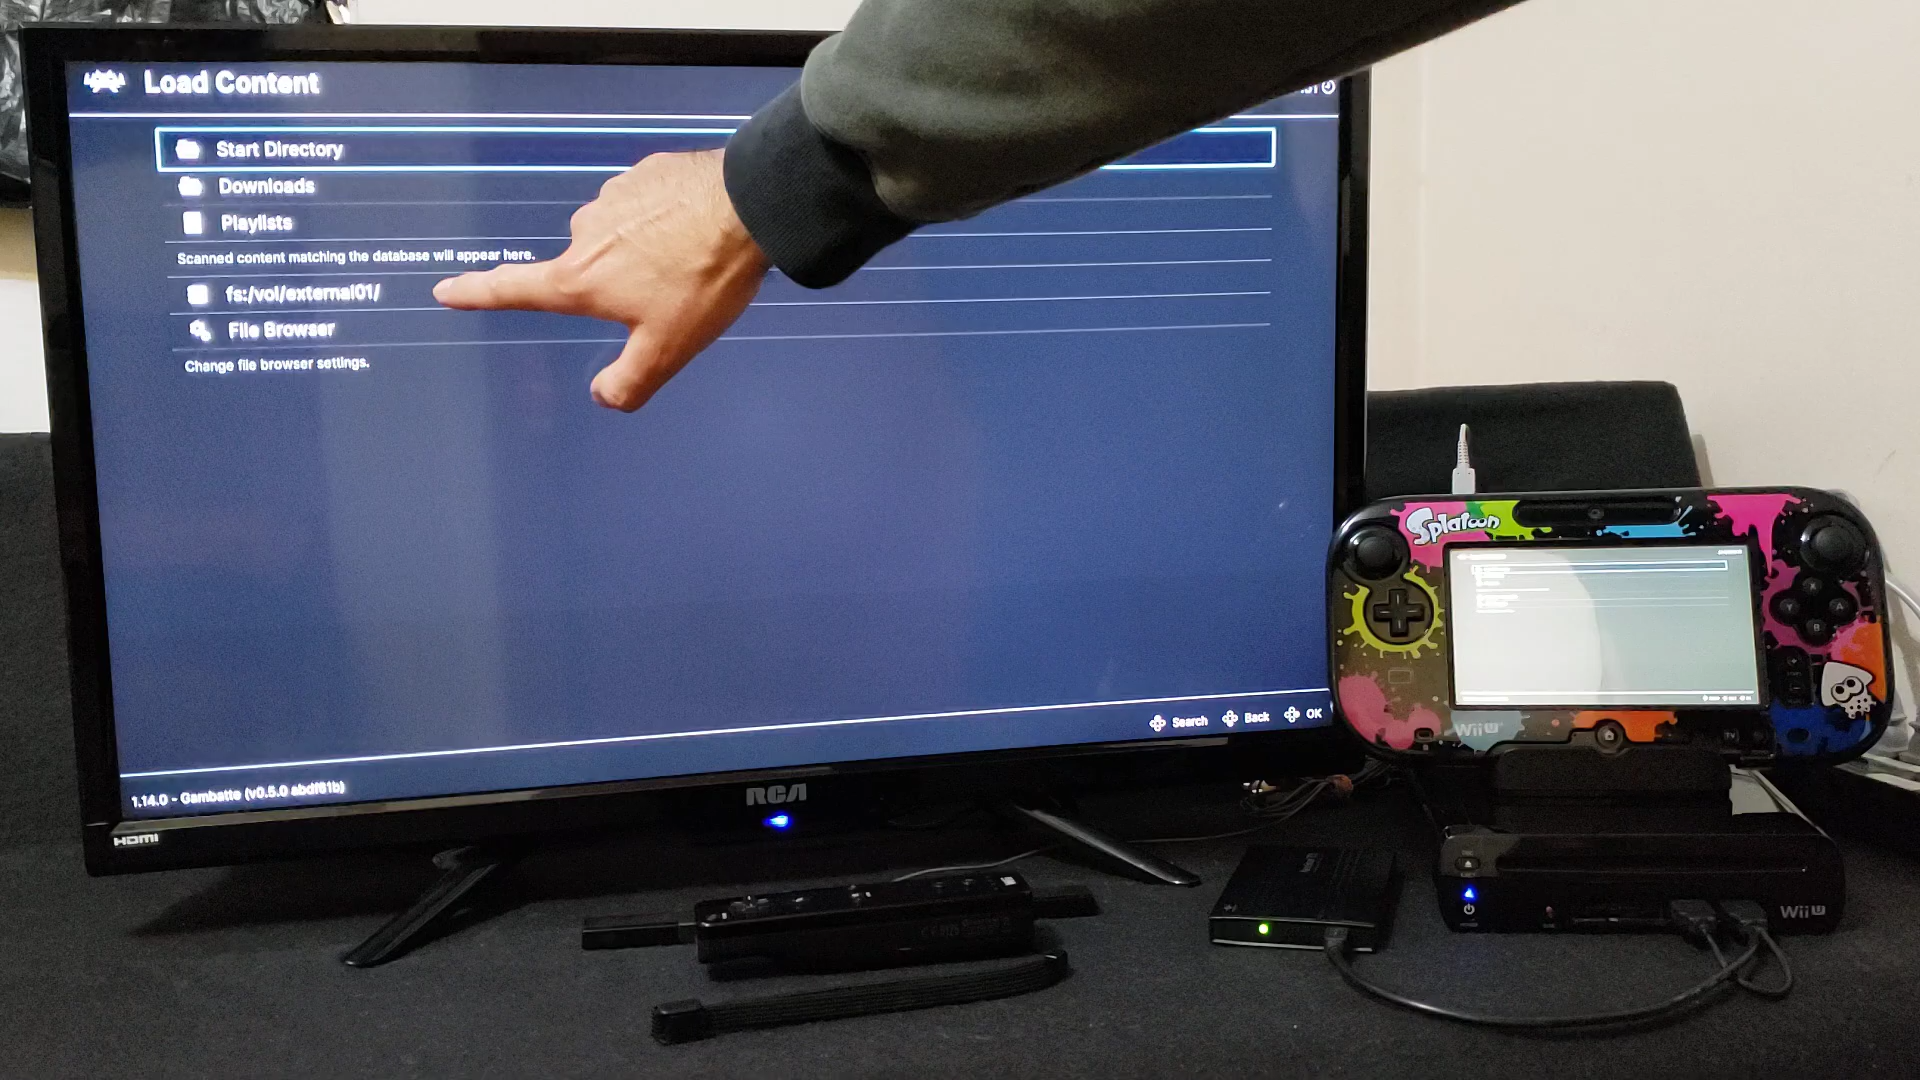 Load Content
Start Directory
Downloads
Playlists
Scanned content matching the database will appear here.
fs:/vol/external01/
File Browser
Change file browser settings.
Search
Back
OK
1.14.0 - Gambatte (v0.5.0 abdf61b)
HDMI
RCA
Splatoon
X
Y
A
B
Wii U
TV
Wii U